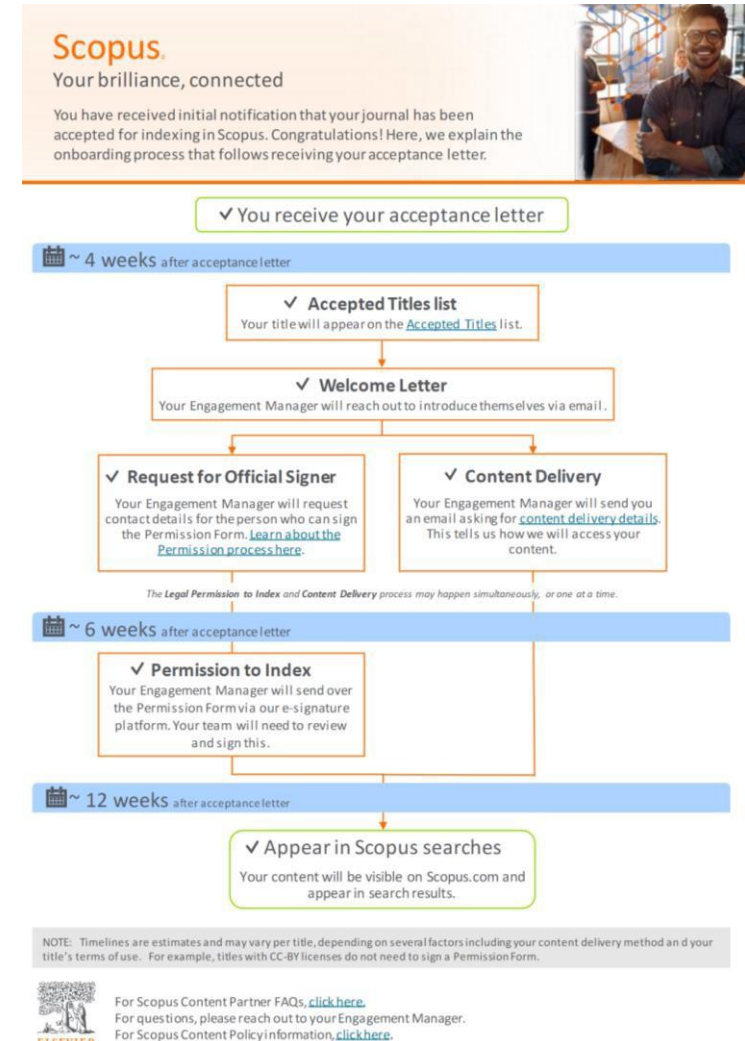 Scopus.
Your brilliance, connected
You have received initial notification that your journal has been
accepted for indexing in Scopus. Congratulations! Here, we explain the
onboarding process that follows receiving your acceptance letter.
✓ You receive your acceptance letter
~ 4 weeks after acceptance letter
✓ Accepted Titles list
Your title will appear on the Accepted Titles list.
✓ Welcome Letter
Your Engagement Manager will reach out to introduce themselves via email.
✓ Request for Official Signer
Your Engagement Manager will request
contact details for the person who can sign
the Permission Form. Learn about the
Permission process here.
✓ Content Delivery
Your Engagement Manager will send you
an email asking for content delivery details.
This tells us how we will access your
content.
The Legal Permission to Index and Content Delivery process may happen simultaneously, or one at a time.
~ 6 weeks after acceptance letter
✓ Permission to Index
Your Engagement Manager will send over
the Permission Form via our e-signature
platform. Your team will need to review
and sign this.
~ 12 weeks after acceptance letter
✓ Appear in Scopus searches
Your content will be visible on Scopus.com and
appear in search results.
NOTE: Timelines are estimates and may vary per title, depending on several factors including your content delivery method an d your
title's terms of use. For example, titles with CC-BY licenses do not need to sign a Permission Form.
For Scopus Content Partner FAQs, click here.
For questions, please reach out to your Engagement Manager.
For Scopus Content Policy information, click here.
ELSEVIER